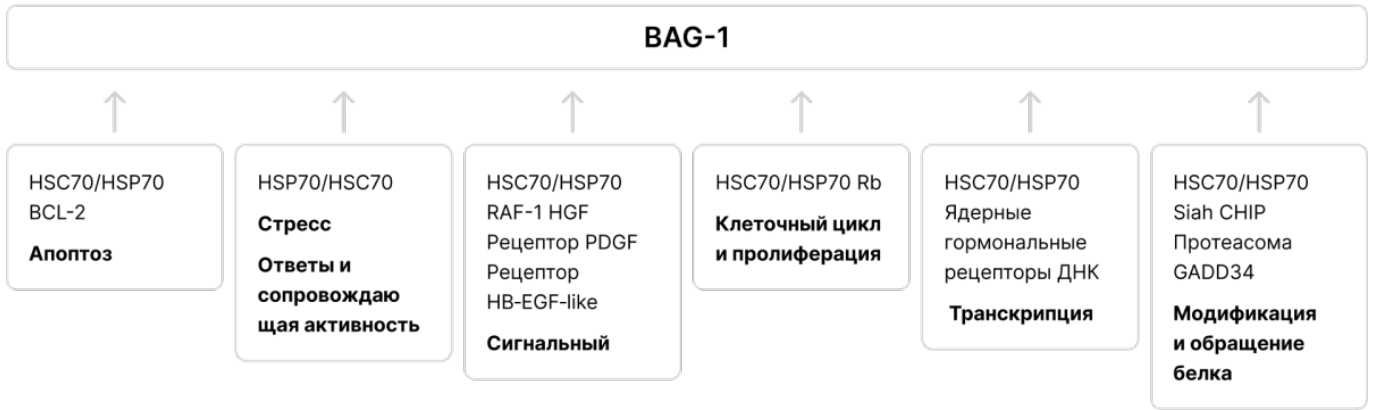 BAG-1
HSC70/HSP70
BCL-2
Апоптоз
HSP70/HSC70
Стресс
Ответы и
сопровождаю
щая активность
HSC70/HSP70
RAF-1 HGF
Рецептор PDGF
Рецептор
HB-EGF-like
Сигнальный
HSC70/HSP70 Rb
Клеточный цикл
и пролиферация
HSC70/HSP70
Ядерные
гормональные
рецепторы ДНК
Транскрипция
HSC70/HSP70
Siah CHIP
Протеасома
GADD34
Модификация
и обращение
белка